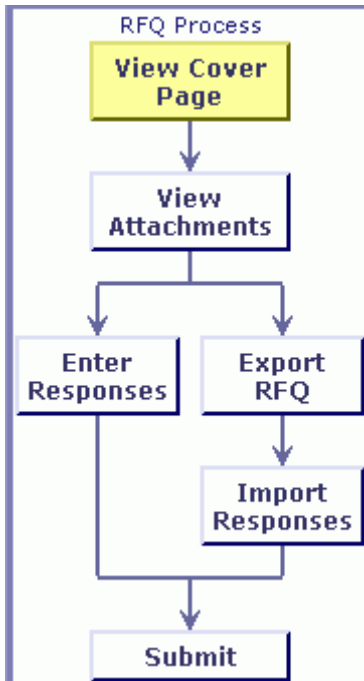 RFQ Process
View Cover
Page
View
Attachments
Enter
Responses
Export
RFQ
Import
Responses
Submit